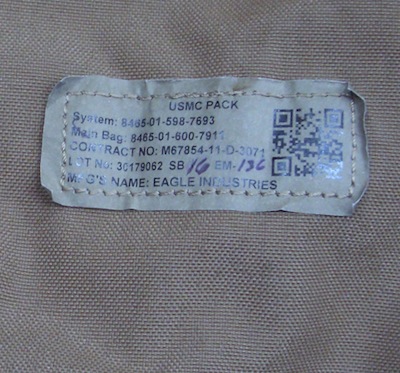 USMC PACK
System: 8465-01-598-7693
Main Bag: 8465-01-600-7911
CONTRACT NO: M67854-11-D-3071
LOT No: 30179062 SB 16 EM-136
MFG'S NAME: EAGLE INDUSTRIES